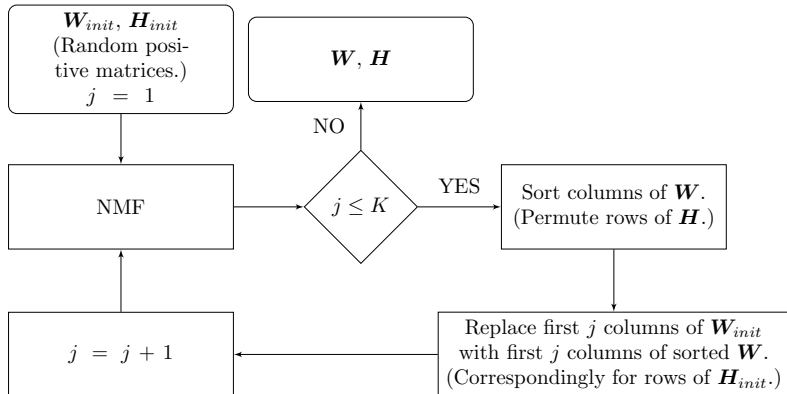 W_init, H_init
(Random posi-
tive matrices.)
j = 1
W, H
NO
NMF
j ≤ K
YES
Sort columns of W.
(Permute rows of H.)
j = j + 1
Replace first j columns of W_init
with first j columns of sorted W.
(Correspondingly for rows of H_init.)